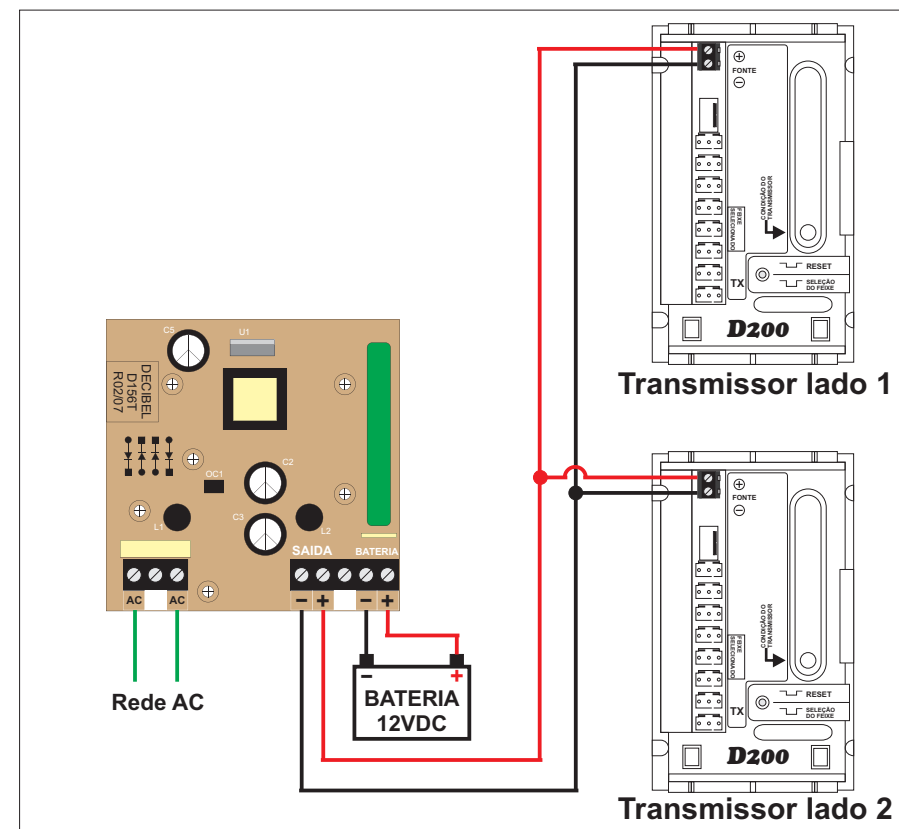 FONTE
CONDIÇÃO DO
TRANSMISSOR
FEIXE
SELECIONADO
TX
RESET
SELEÇÃO
DO FEIXE
D200
Transmissor lado 1
C5
U1
DECIBEL
D156T
R02/07
OC1
C2
L1
C3
L2
SAIDA
BATERIA
AC
AC
−
+
−
+
Rede AC
−
+
BATERIA
12VDC
FONTE
CONDIÇÃO DO
TRANSMISSOR
FEIXE
SELECIONADO
TX
RESET
SELEÇÃO
DO FEIXE
D200
Transmissor lado 2